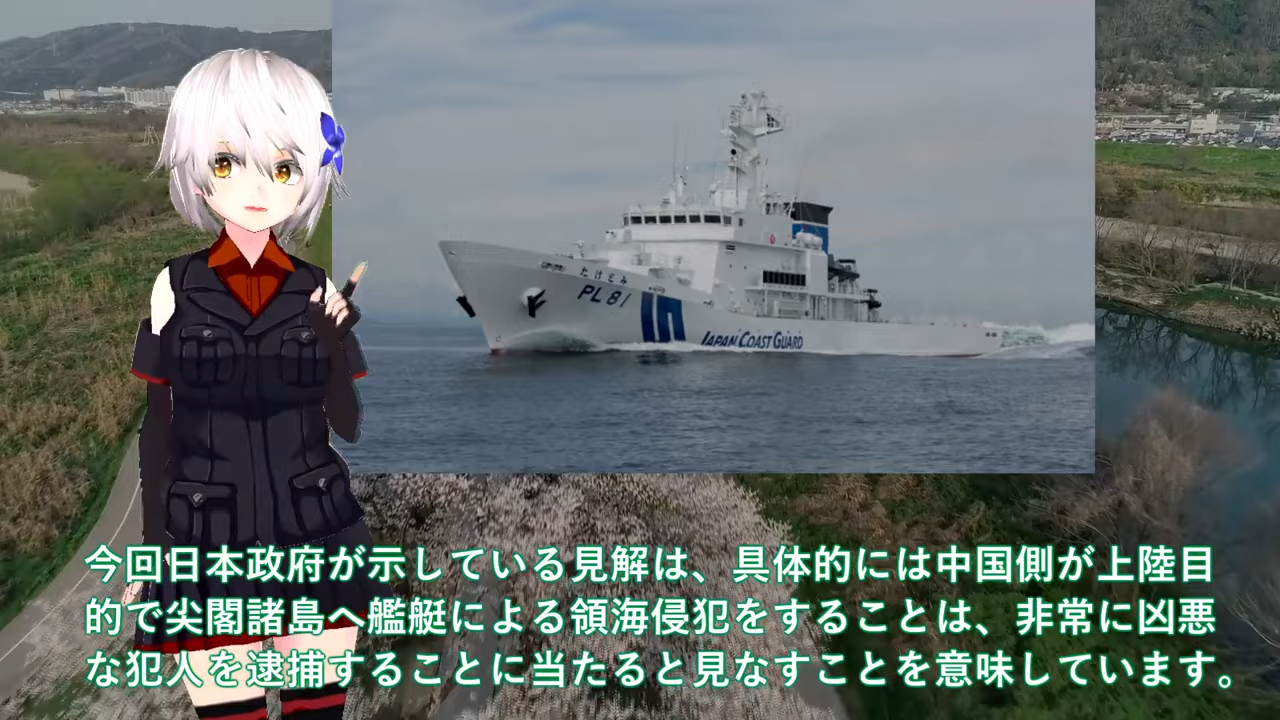 たけとみ
PL 81
JAPAN COAST GUARD
今回日本政府が示している見解は、具体的には中国側が上陸目
的で尖閣諸島へ艦艇による領海侵犯をすることは、非常に凶悪
な犯人を逮捕することに当たると見なすことを意味しています。